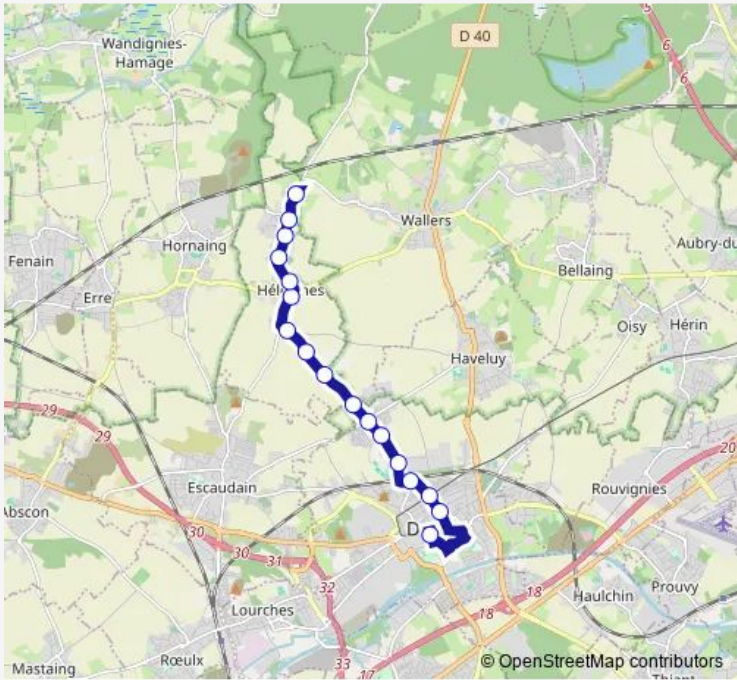 Wandignies-
Hamage
D 40
6
6
Wallers
Hornaing
Aubry-du
Fenain
Bellaing
Erre
Oisy
Hérin
Haveluy
29
29
20
Escaudain
Rouvignies
Abscon
30
D
30
31
32
18
Prouvy
Haulchin
Lourches
18
Rœulx
33
17
Mastaing
© OpenStreetMap contributors